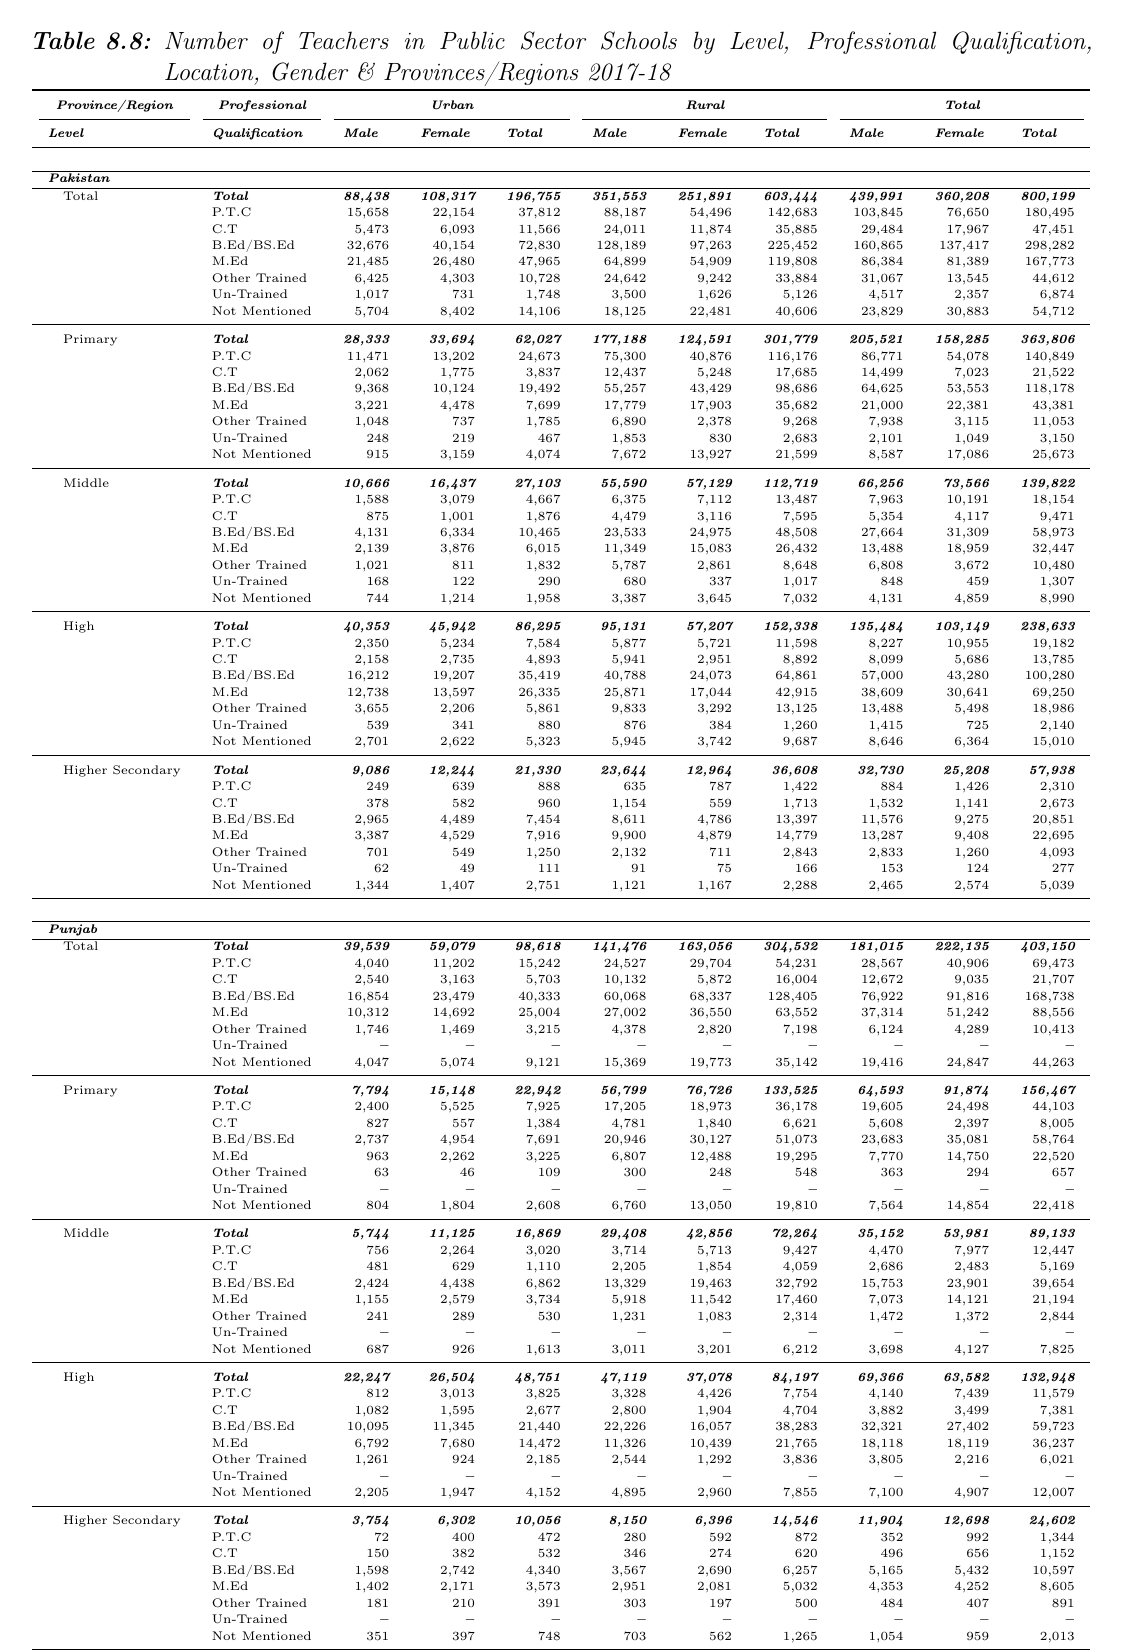 Table 8.8: Number of Teachers in Public Sector Schools by Level, Professional Qualification,
Location, Gender & Provinces/Regions 2017-18
Province/Region Professional Urban Rural Total
Level Qualification Male Female Total Male Female Total Male Female Total
Pakistan
Total Total 88,438 108,317 196,755 351,553 251,891 603,444 439,991 360,208 800,199
P.T.C 15,658 22,154 37,812 88,187 54,496 142,683 103,845 76,650 180,495
C.T 5,473 6,093 11,566 24,011 11,874 35,885 29,484 17,967 47,451
B.Ed/BS.Ed 32,676 40,154 72,830 128,189 97,263 225,452 160,865 137,417 298,282
M.Ed 21,485 26,480 47,965 64,899 54,909 119,808 86,384 81,389 167,773
Other Trained 6,425 4,303 10,728 24,642 9,242 33,884 31,067 13,545 44,612
Un-Trained 1,017 731 1,748 3,500 1,626 5,126 4,517 2,357 6,874
Not Mentioned 5,704 8,402 14,106 18,125 22,481 40,606 23,829 30,883 54,712
Primary Total 28,333 33,694 62,027 177,188 124,591 301,779 205,521 158,285 363,806
P.T.C 11,471 13,202 24,673 75,300 40,876 116,176 86,771 54,078 140,849
C.T 2,062 1,775 3,837 12,437 5,248 17,685 14,499 7,023 21,522
B.Ed/BS.Ed 9,368 10,124 19,492 55,257 43,429 98,686 64,625 53,553 118,178
M.Ed 3,221 4,478 7,699 17,779 17,903 35,682 21,000 22,381 43,381
Other Trained 1,048 737 1,785 6,890 2,378 9,268 7,938 3,115 11,053
Un-Trained 248 219 467 1,853 830 2,683 2,101 1,049 3,150
Not Mentioned 915 3,159 4,074 7,672 13,927 21,599 8,587 17,086 25,673
Middle Total 10,666 16,437 27,103 55,590 57,129 112,719 66,256 73,566 139,822
P.T.C 1,588 3,079 4,667 6,375 7,112 13,487 7,963 10,191 18,154
C.T 875 1,001 1,876 4,479 3,116 7,595 5,354 4,117 9,471
B.Ed/BS.Ed 4,131 6,334 10,465 23,533 24,975 48,508 27,664 31,309 58,973
M.Ed 2,139 3,876 6,015 11,349 15,083 26,432 13,488 18,959 32,447
Other Trained 1,021 811 1,832 5,787 2,861 8,648 6,808 3,672 10,480
Un-Trained 168 122 290 680 337 1,017 848 459 1,307
Not Mentioned 744 1,214 1,958 3,387 3,645 7,032 4,131 4,859 8,990
High Total 40,353 45,942 86,295 95,131 57,207 152,338 135,484 103,149 238,633
P.T.C 2,350 5,234 7,584 5,877 5,721 11,598 8,227 10,955 19,182
C.T 2,158 2,735 4,893 5,941 2,951 8,892 8,099 5,686 13,785
B.Ed/BS.Ed 16,212 19,207 35,419 40,788 24,073 64,861 57,000 43,280 100,280
M.Ed 12,738 13,597 26,335 25,871 17,044 42,915 38,609 30,641 69,250
Other Trained 3,655 2,206 5,861 9,833 3,292 13,125 13,488 5,498 18,986
Un-Trained 539 341 880 876 384 1,260 1,415 725 2,140
Not Mentioned 2,701 2,622 5,323 5,945 3,742 9,687 8,646 6,364 15,010
Higher Secondary Total 9,086 12,244 21,330 23,644 12,964 36,608 32,730 25,208 57,938
P.T.C 249 639 888 635 787 1,422 884 1,426 2,310
C.T 378 582 960 1,154 559 1,713 1,532 1,141 2,673
B.Ed/BS.Ed 2,965 4,489 7,454 8,611 4,786 13,397 11,576 9,275 20,851
M.Ed 3,387 4,529 7,916 9,900 4,879 14,779 13,287 9,408 22,695
Other Trained 701 549 1,250 2,132 711 2,843 2,833 1,260 4,093
Un-Trained 62 49 111 91 75 166 153 124 277
Not Mentioned 1,344 1,407 2,751 1,121 1,167 2,288 2,465 2,574 5,039
Punjab
Total Total 39,539 59,079 98,618 141,476 163,056 304,532 181,015 222,135 403,150
P.T.C 4,040 11,202 15,242 24,527 29,704 54,231 28,567 40,906 69,473
C.T 2,540 3,163 5,703 10,132 5,872 16,004 12,672 9,035 21,707
B.Ed/BS.Ed 16,854 23,479 40,333 60,068 68,337 128,405 76,922 91,816 168,738
M.Ed 10,312 14,692 25,004 27,002 36,550 63,552 37,314 51,242 88,556
Other Trained 1,746 1,469 3,215 4,378 2,820 7,198 6,124 4,289 10,413
Un-Trained – – – – – – – – –
Not Mentioned 4,047 5,074 9,121 15,369 19,773 35,142 19,416 24,847 44,263
Primary Total 7,794 15,148 22,942 56,799 76,726 133,525 64,593 91,874 156,467
P.T.C 2,400 5,525 7,925 17,205 18,973 36,178 19,605 24,498 44,103
C.T 827 557 1,384 4,781 1,840 6,621 5,608 2,397 8,005
B.Ed/BS.Ed 2,737 4,954 7,691 20,946 30,127 51,073 23,683 35,081 58,764
M.Ed 963 2,262 3,225 6,807 12,488 19,295 7,770 14,750 22,520
Other Trained 63 46 109 300 248 548 363 294 657
Un-Trained – – – – – – – – –
Not Mentioned 804 1,804 2,608 6,760 13,050 19,810 7,564 14,854 22,418
Middle Total 5,744 11,125 16,869 29,408 42,856 72,264 35,152 53,981 89,133
P.T.C 756 2,264 3,020 3,714 5,713 9,427 4,470 7,977 12,447
C.T 481 629 1,110 2,205 1,854 4,059 2,686 2,483 5,169
B.Ed/BS.Ed 2,424 4,438 6,862 13,329 19,463 32,792 15,753 23,901 39,654
M.Ed 1,155 2,579 3,734 5,918 11,542 17,460 7,073 14,121 21,194
Other Trained 241 289 530 1,231 1,083 2,314 1,472 1,372 2,844
Un-Trained – – – – – – – – –
Not Mentioned 687 926 1,613 3,011 3,201 6,212 3,698 4,127 7,825
High Total 22,247 26,504 48,751 47,119 37,078 84,197 69,366 63,582 132,948
P.T.C 812 3,013 3,825 3,328 4,426 7,754 4,140 7,439 11,579
C.T 1,082 1,595 2,677 2,800 1,904 4,704 3,882 3,499 7,381
B.Ed/BS.Ed 10,095 11,345 21,440 22,226 16,057 38,283 32,321 27,402 59,723
M.Ed 6,792 7,680 14,472 11,326 10,439 21,765 18,118 18,119 36,237
Other Trained 1,261 924 2,185 2,544 1,292 3,836 3,805 2,216 6,021
Un-Trained – – – – – – – – –
Not Mentioned 2,205 1,947 4,152 4,895 2,960 7,855 7,100 4,907 12,007
Higher Secondary Total 3,754 6,302 10,056 8,150 6,396 14,546 11,904 12,698 24,602
P.T.C 72 400 472 280 592 872 352 992 1,344
C.T 150 382 532 346 274 620 496 656 1,152
B.Ed/BS.Ed 1,598 2,742 4,340 3,567 2,690 6,257 5,165 5,432 10,597
M.Ed 1,402 2,171 3,573 2,951 2,081 5,032 4,353 4,252 8,605
Other Trained 181 210 391 303 197 500 484 407 891
Un-Trained – – – – – – – – –
Not Mentioned 351 397 748 703 562 1,265 1,054 959 2,013